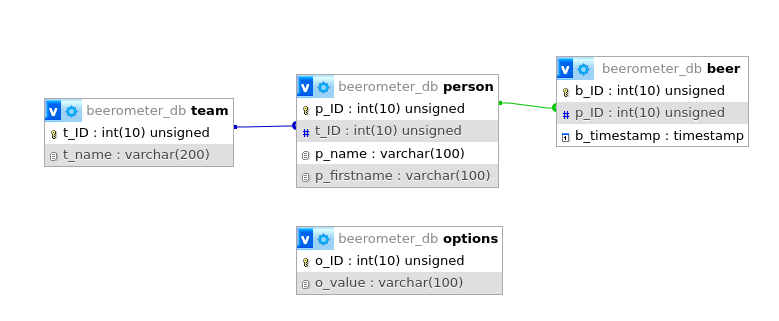 v beerometer_db team
t_ID : int(10) unsigned
t_name : varchar(200)
v beerometer_db person
p_ID : int(10) unsigned
# t_ID : int(10) unsigned
p_name : varchar(100)
p_firstname : varchar(100)
v beerometer_db beer
b_ID : int(10) unsigned
# p_ID : int(10) unsigned
b_timestamp : timestamp
v beerometer_db options
o_ID : int(10) unsigned
o_value : varchar(100)